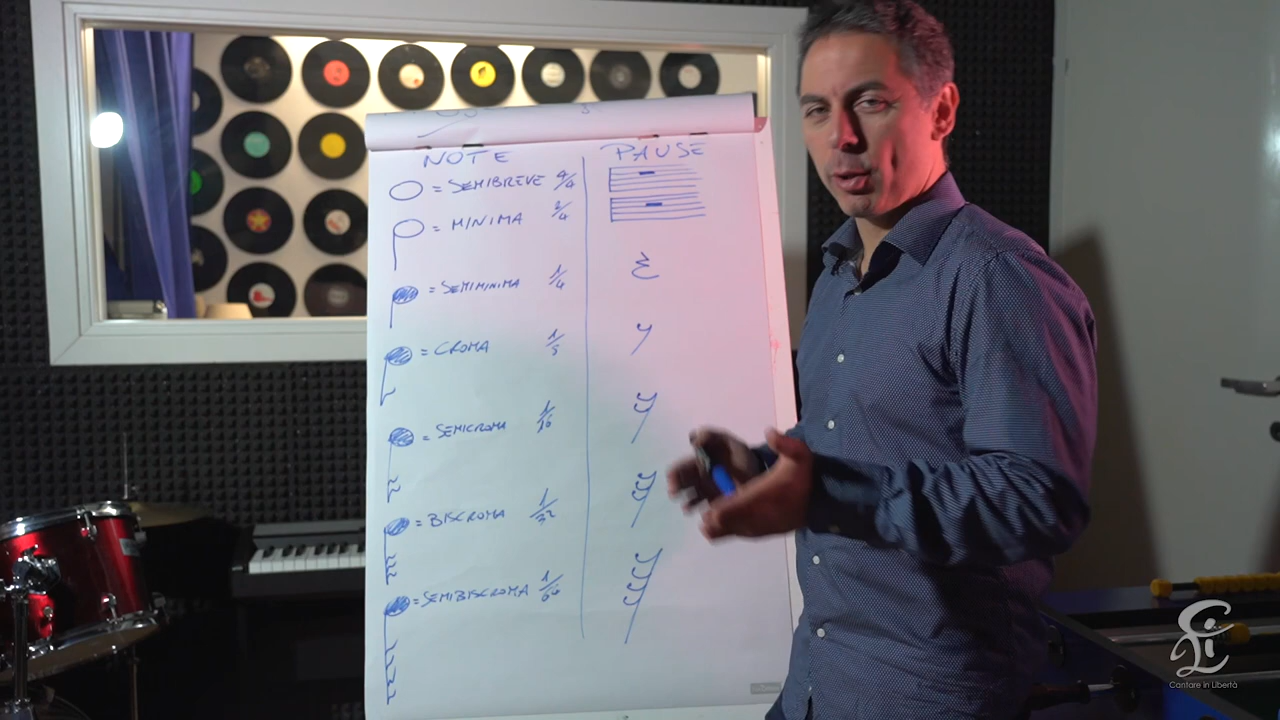 NOTE PAUSE
= SEMIBREVE 4/4
= MINIMA 2/4
= SEMIMINIMA 1/4
= CROMA 1/5
= SEMICROMA 1/16
= BISCROMA 1/32
= SEMIBISCROMA 1/64
Cantare in Libertà